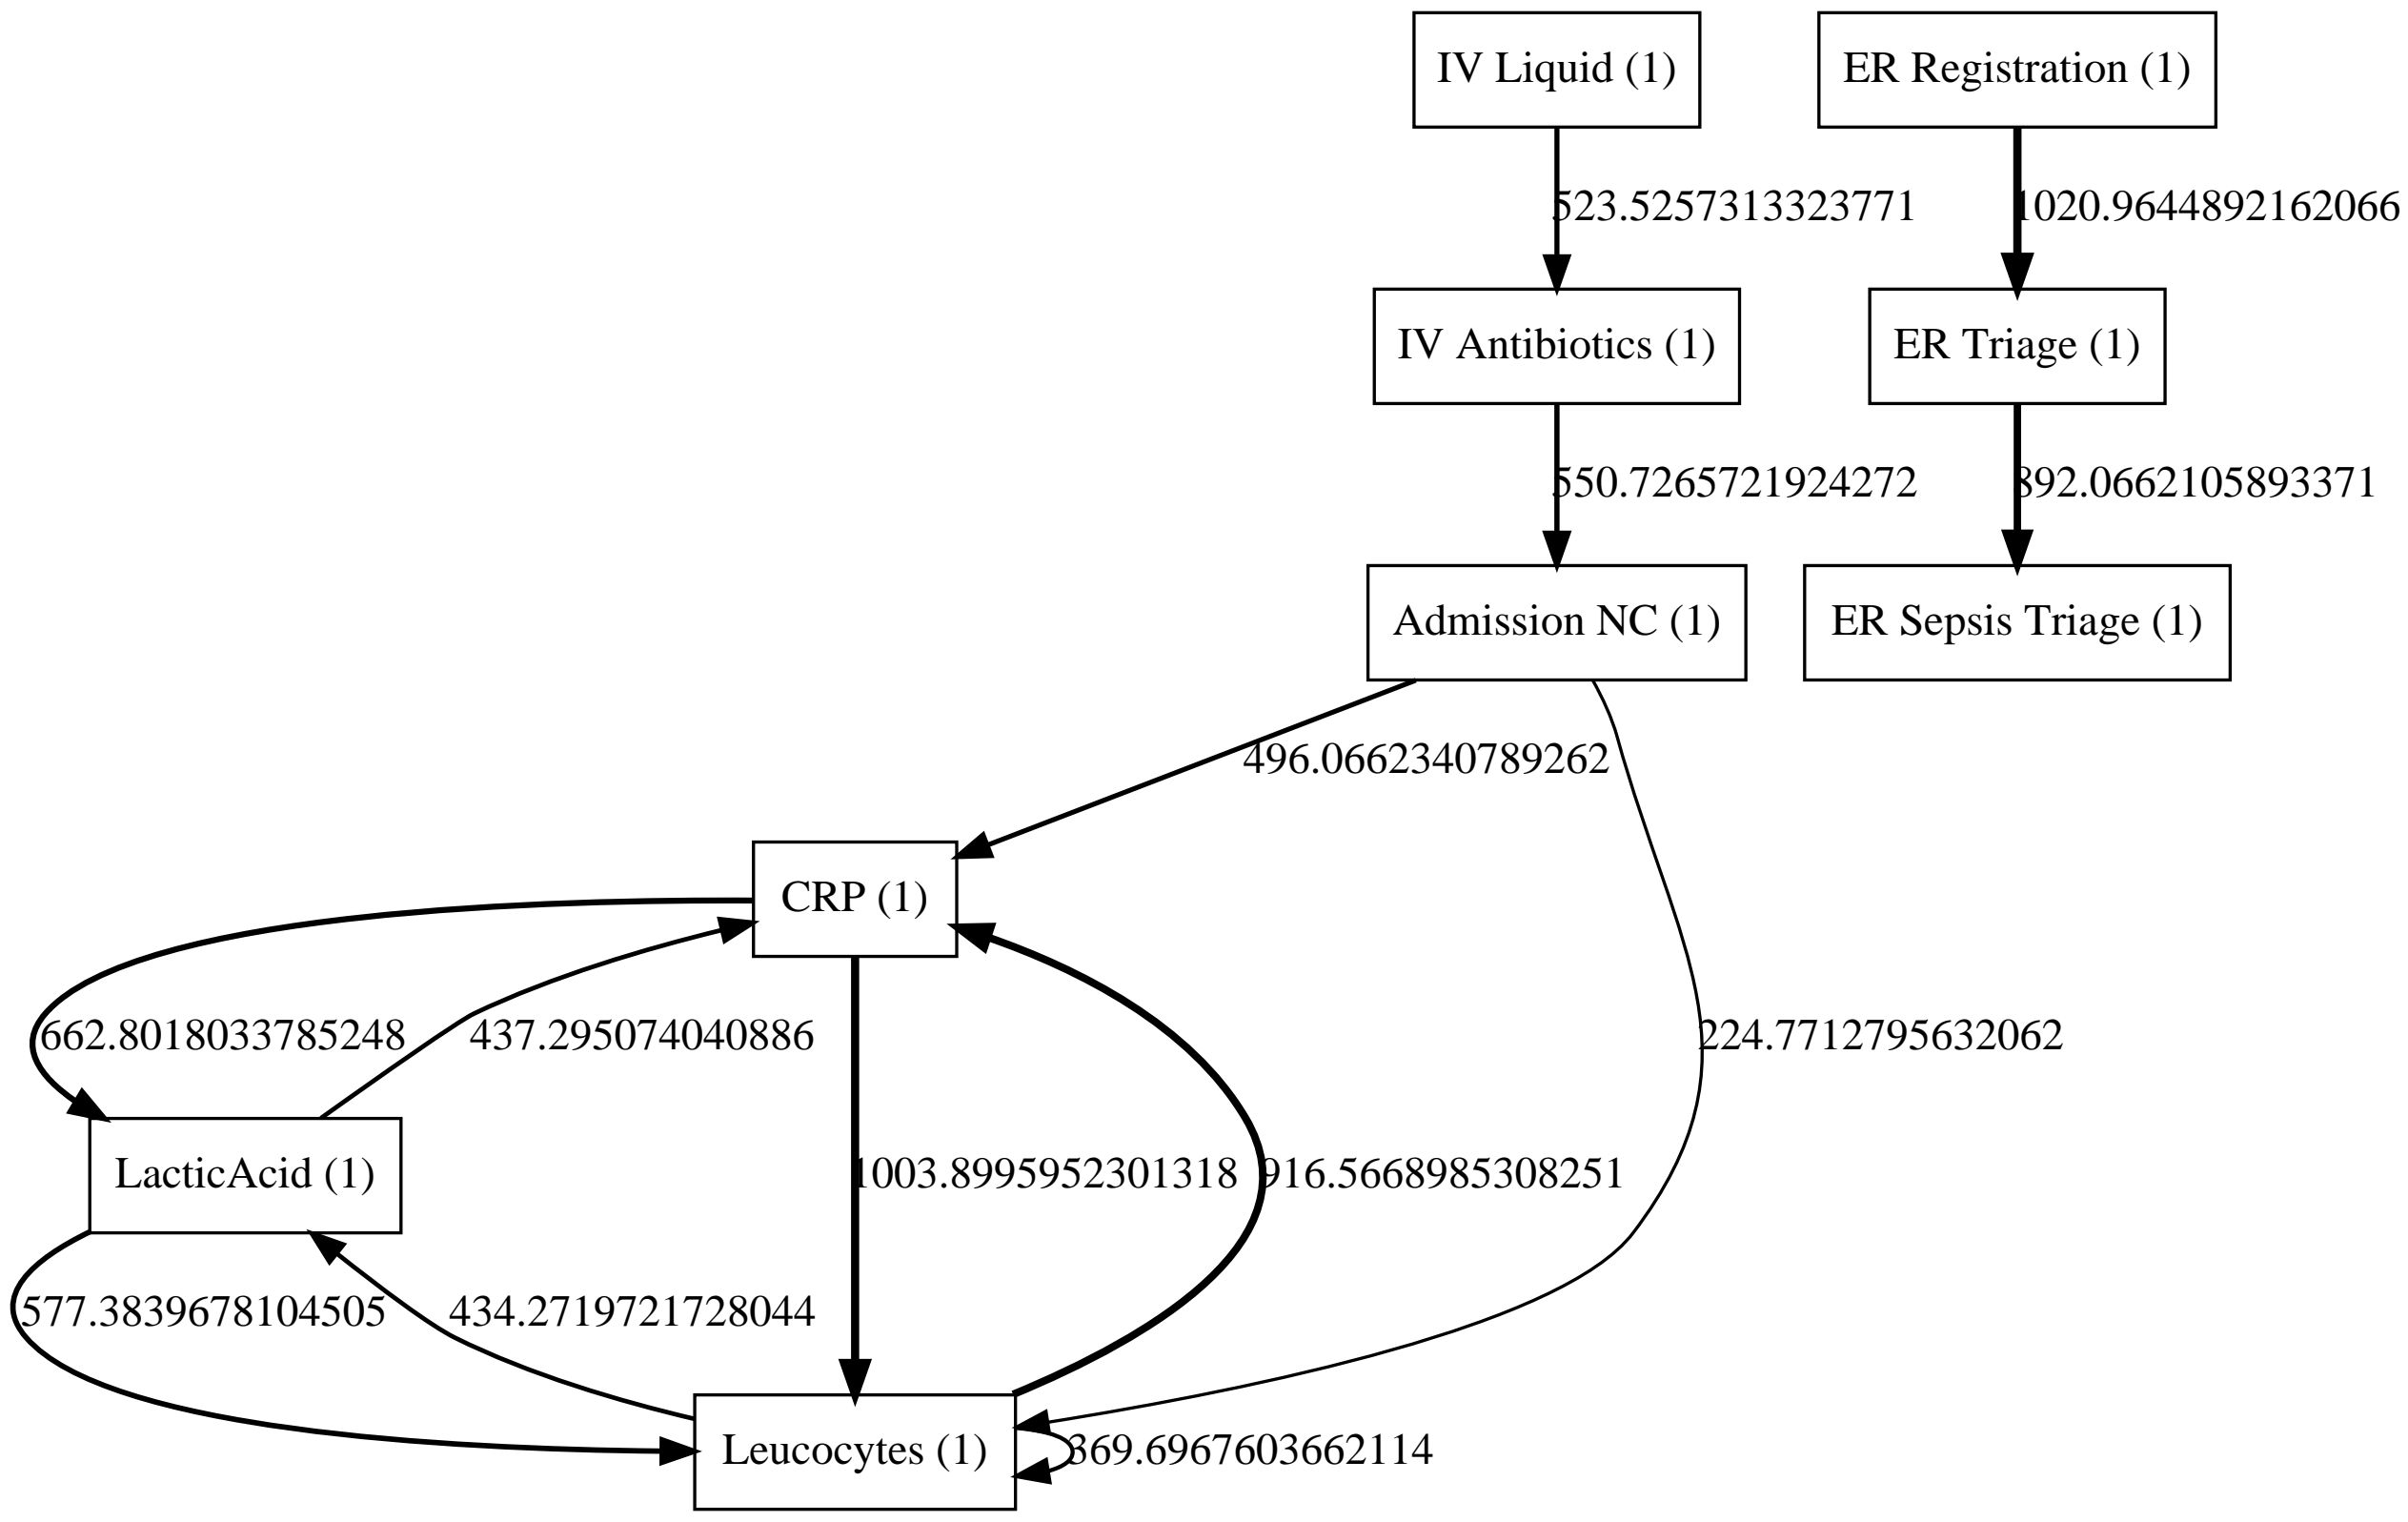 IV Liquid (1)
ER Registration (1)
523.5257313323771
1020.9644892162066
IV Antibiotics (1)
ER Triage (1)
550.7265721924272
892.0662105893371
Admission NC (1)
ER Sepsis Triage (1)
496.0662340789262
CRP (1)
662.8018033785248
437.295074040886
224.7712795632062
LacticAcid (1)
1003.8995952301318
916.5668985308251
577.3839678104505
434.2719721728044
Leucocytes (1)
369.6967603662114